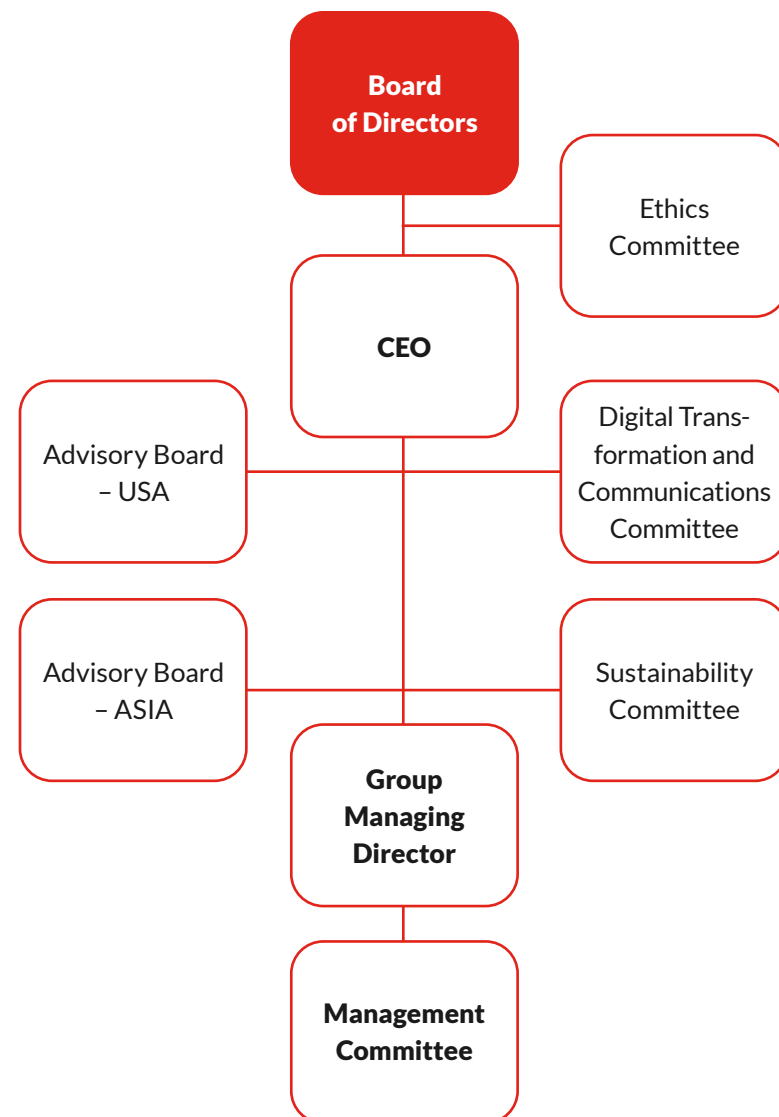 Board
of Directors
Ethics
Committee
CEO
Advisory Board
– USA
Digital Trans-
formation and
Communications
Committee
Advisory Board
– ASIA
Sustainability
Committee
Group
Managing
Director
Management
Committee